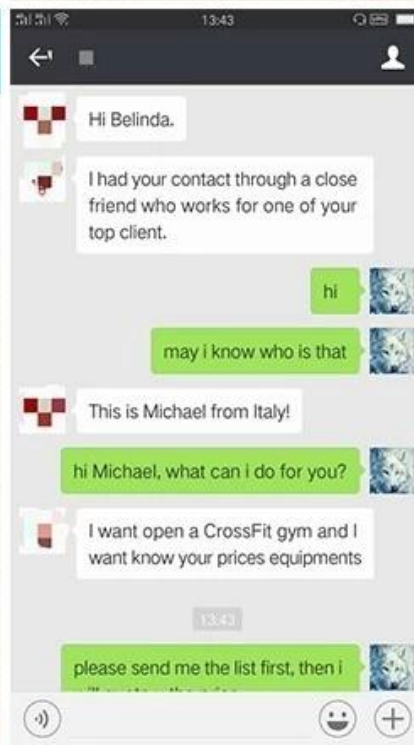 13:43
Hi Belinda.
I had your contact through a close
friend who works for one of your
top client.
hi
may i know who is that
This is Michael from Italy!
hi Michael, what can i do for you?
I want open a CrossFit gym and I
want know your prices equipments
13:43
please send me the list first, then i